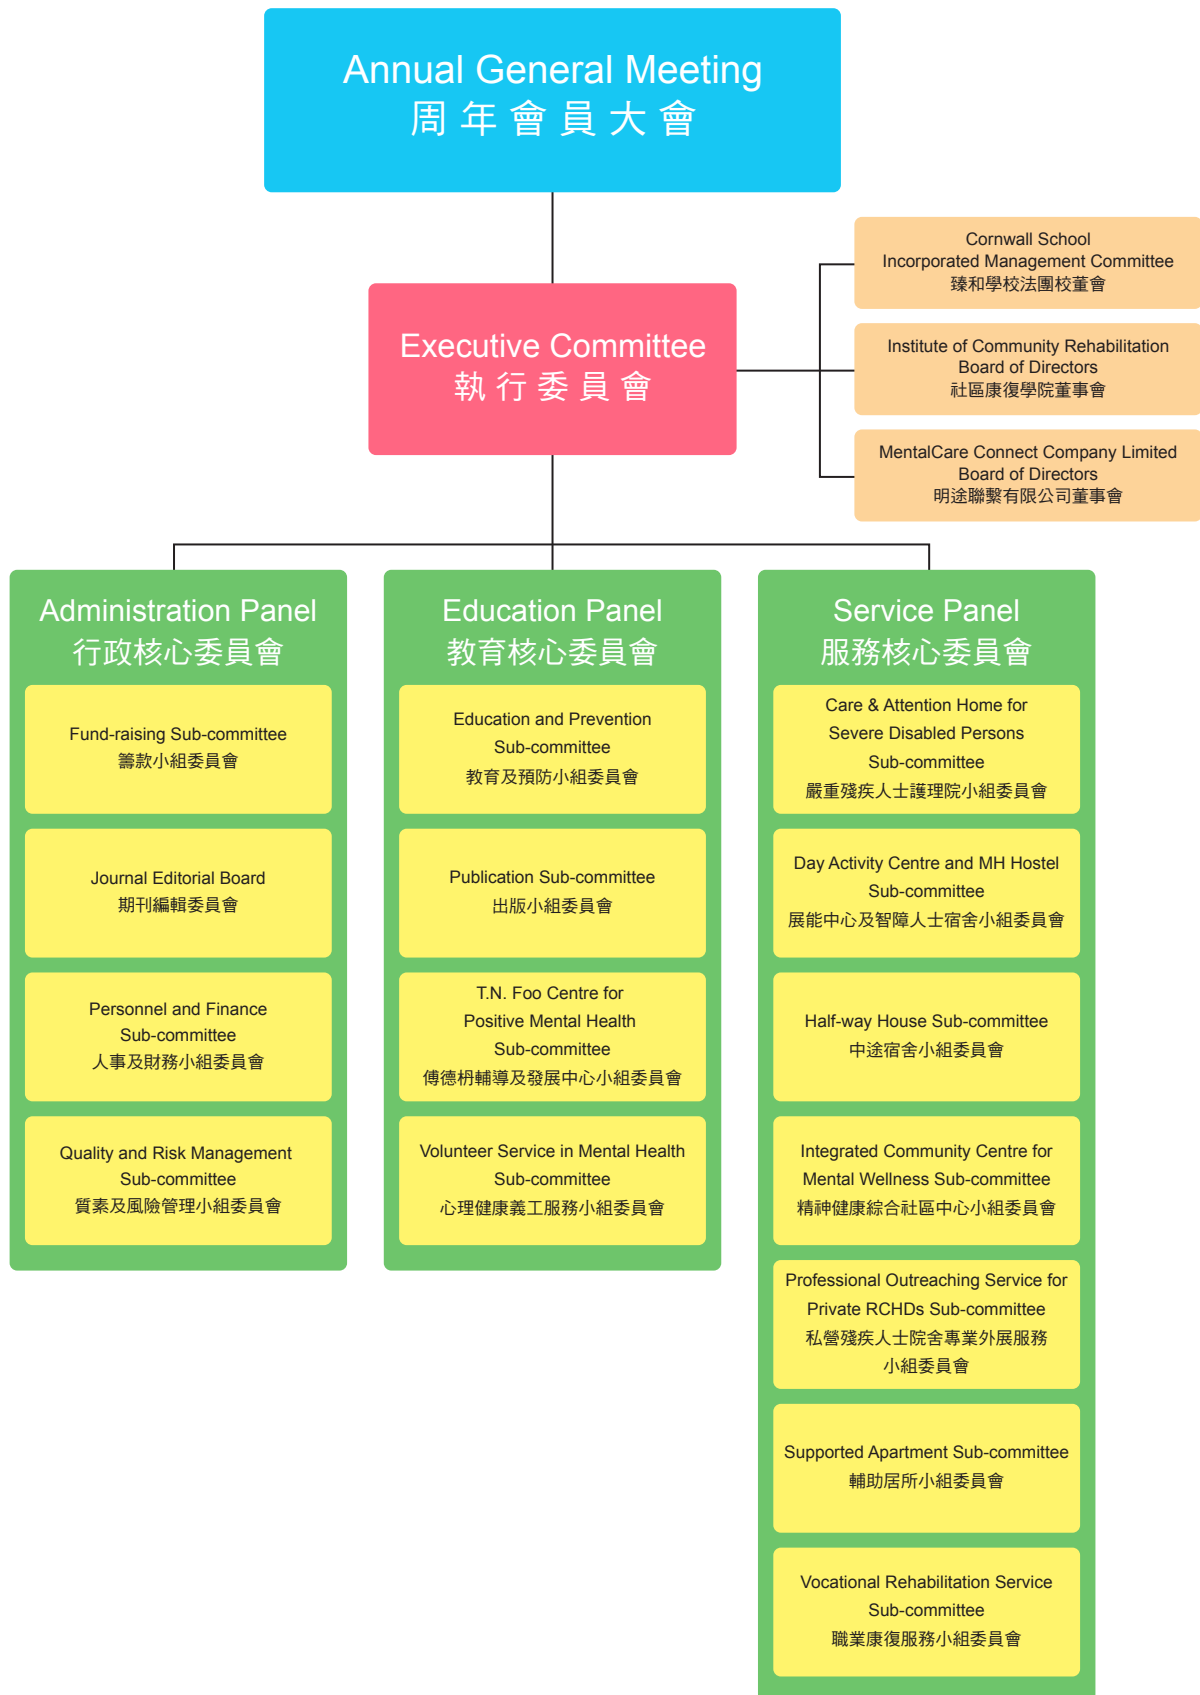 Annual General Meeting
周年會員大會
Cornwall School
Incorporated Management Committee
臻和學校法團校董會
Executive Committee
執行委員會
Institute of Community Rehabilitation
Board of Directors
社區康復學院董事會
MentalCare Connect Company Limited
Board of Directors
明途聯繫有限公司董事會
Administration Panel
行政核心委員會
Fund-raising Sub-committee
籌款小組委員會
Journal Editorial Board
期刊編輯委員會
Personnel and Finance
Sub-committee
人事及財務小組委員會
Quality and Risk Management
Sub-committee
質素及風險管理小組委員會
Education Panel
教育核心委員會
Education and Prevention
Sub-committee
教育及預防小組委員會
Publication Sub-committee
出版小組委員會
T.N. Foo Centre for
Positive Mental Health
Sub-committee
傅德枬輔導及發展中心小組委員會
Volunteer Service in Mental Health
Sub-committee
心理健康義工服務小組委員會
Service Panel
服務核心委員會
Care & Attention Home for
Severe Disabled Persons
Sub-committee
嚴重殘疾人士護理院小組委員會
Day Activity Centre and MH Hostel
Sub-committee
展能中心及智障人士宿舍小組委員會
Half-way House Sub-committee
中途宿舍小組委員會
Integrated Community Centre for
Mental Wellness Sub-committee
精神健康綜合社區中心小組委員會
Professional Outreaching Service for
Private RCHDs Sub-committee
私營殘疾人士院舍專業外展服務
小組委員會
Supported Apartment Sub-committee
輔助居所小組委員會
Vocational Rehabilitation Service
Sub-committee
職業康復服務小組委員會